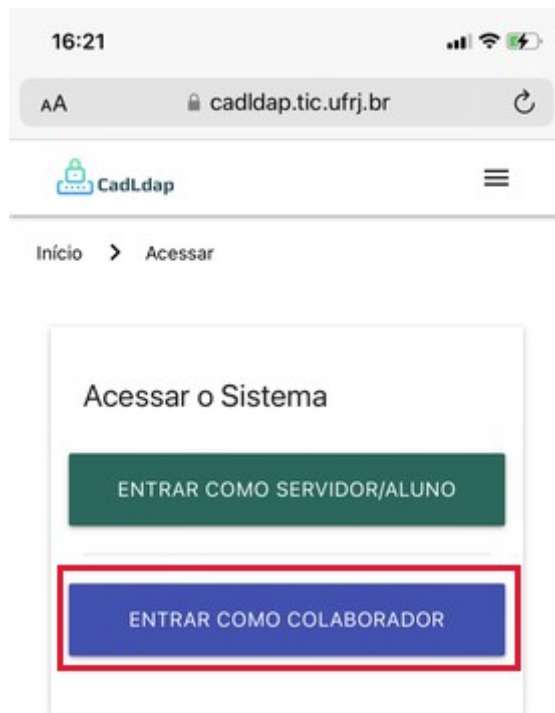 16:21
AA cadldap.tic.ufrj.br
CadLdap
Início > Acessar
Acessar o Sistema
ENTRAR COMO SERVIDOR/ALUNO
ENTRAR COMO COLABORADOR